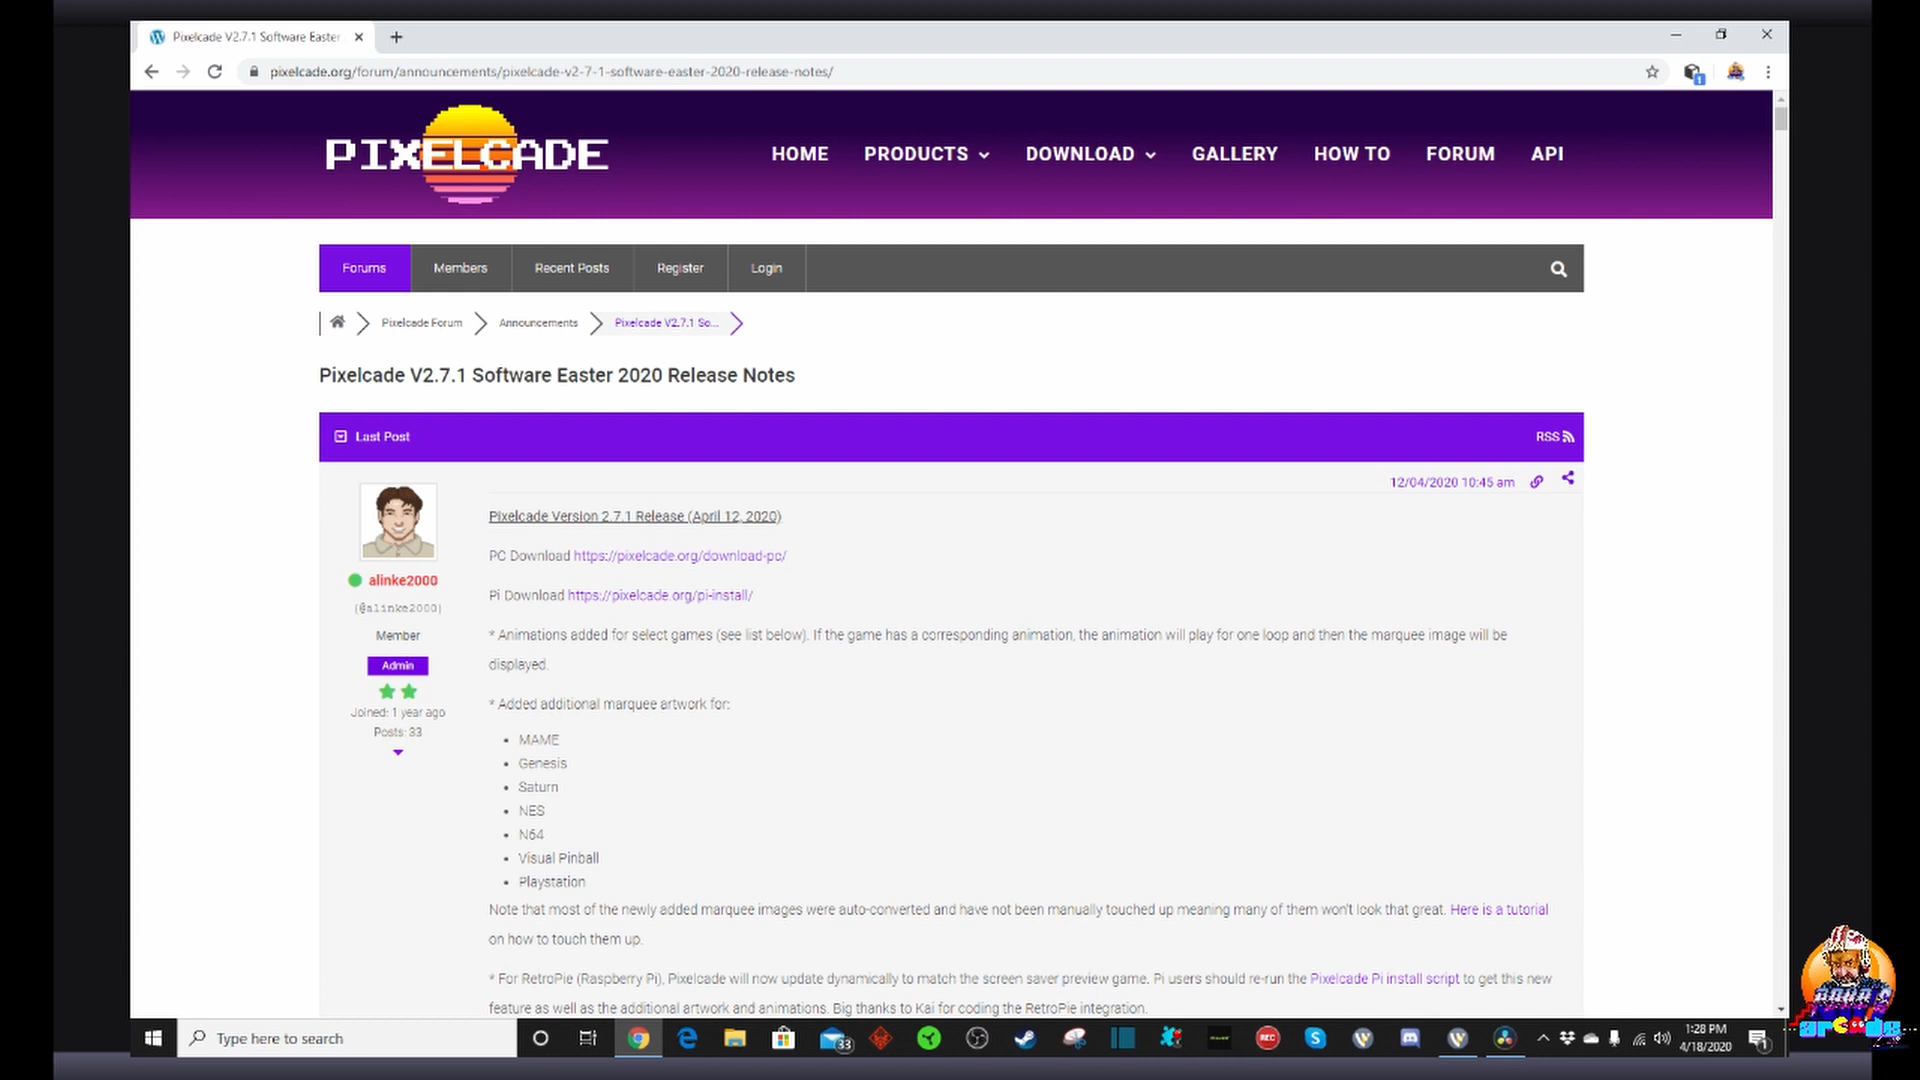 Pixelcade V2.7.1 Software Easter
pixelcade.org/forum/announcements/pixelcade-v2-7-1-software-easter-2020-release-notes/
1
PIXELCADE
HOME PRODUCTS DOWNLOAD GALLERY HOW TO FORUM API
Forums Members Recent Posts Register Login
Pixelcade Forum Announcements Pixelcade V2.7.1 So...
Pixelcade V2.7.1 Software Easter 2020 Release Notes
Last Post RSS
12/04/2020 10:45 am
Pixelcade Version 2.7.1 Release (April 12, 2020)
PC Download https://pixelcade.org/download-pc/
alinke2000
Pi Download https://pixelcade.org/pi-install/
(@alinke2000)
Member
* Animations added for select games (see list below). If the game has a corresponding animation, the animation will play for one loop and then the marquee image will be
displayed.
Admin
* Added additional marquee artwork for:
Joined: 1 year ago
Posts: 33
• MAME
• Genesis
• Saturn
• NES
• N64
• Visual Pinball
• Playstation
Note that most of the newly added marquee images were auto-converted and have not been manually touched up meaning many of them won't look that great. Here is a tutorial
on how to touch them up.
* For RetroPie (Raspberry Pi), Pixelcade will now update dynamically to match the screen saver preview game. Pi users should re-run the Pixelcade Pi install script to get this new
feature as well as the additional artwork and animations. Big thanks to Kai for coding the RetroPie integration.
Type here to search
33
REC
1:28 PM
4/18/2020
1
arcade